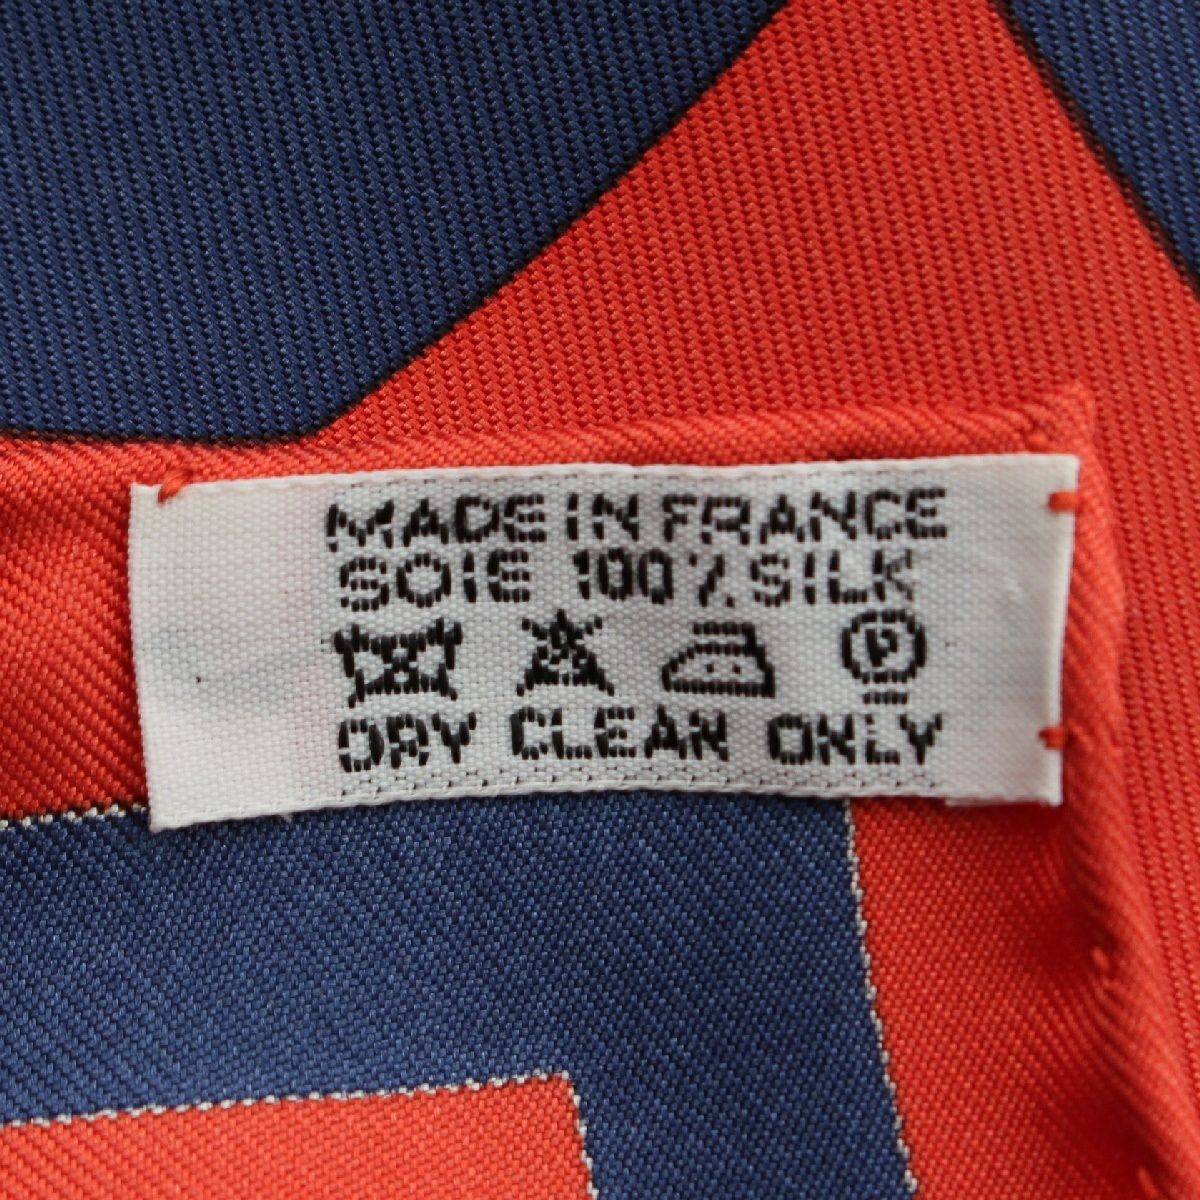 MADE IN FRANCE
SOIE 100% SILK
P
DRY CLEAN ONLY